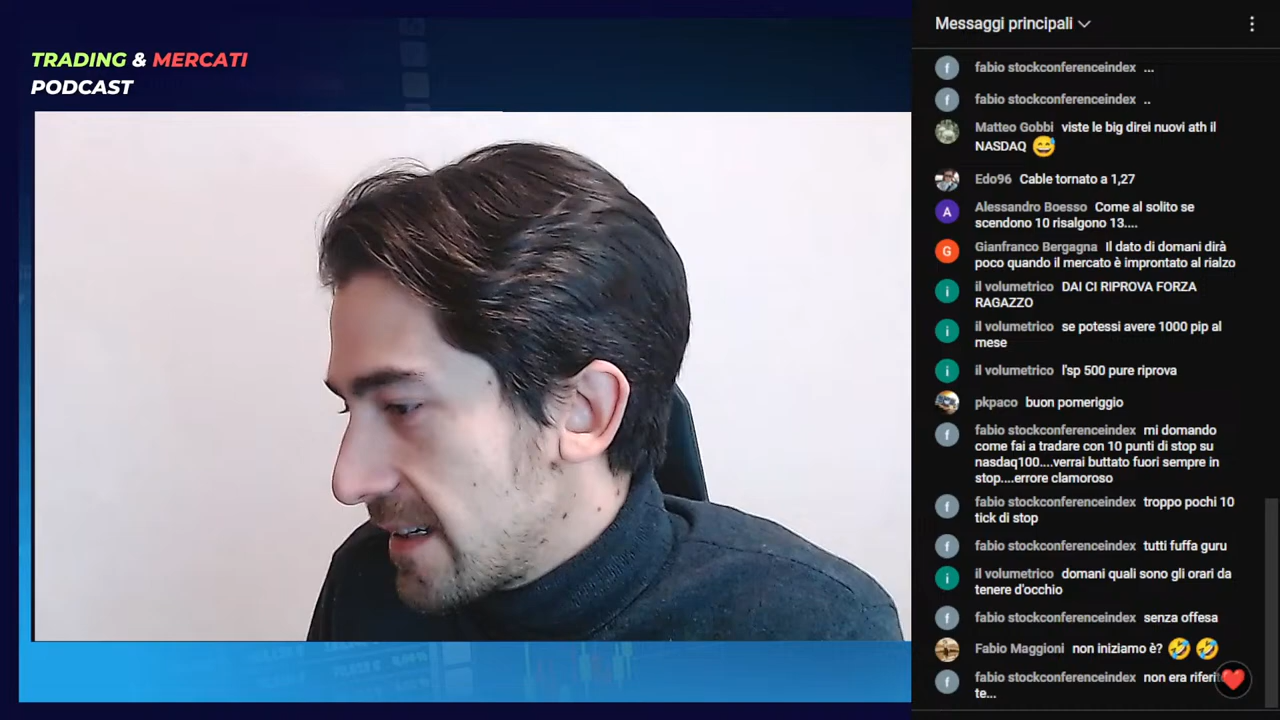 TRADING & MERCATI
PODCAST
Messaggi principali
fabio stockconferenceindex ...
fabio stockconferenceindex ..
Matteo Gobbi viste le big direi nuovi ath il
NASDAQ 😅
Edo96 Cable tornato a 1,27
A
Alessandro Boesso Come al solito se
scendono 10 risalgono 13....
G
Gianfranco Bergagna Il dato di domani dirà
poco quando il mercato è improntato al rialzo
i
il volumetrico DAI CI RIPROVA FORZA
RAGAZZO
i
il volumetrico se potessi avere 1000 pip al
mese
i
il volumetrico l'sp 500 pure riprova
pkpaco buon pomeriggio
f
fabio stockconferenceindex mi domando
come fai a tradare con 10 punti di stop su
nasdaq100....verrai buttato fuori sempre in
stop....errore clamoroso
f
fabio stockconferenceindex troppo pochi 10
tick di stop
f
fabio stockconferenceindex tutti fuffa guru
i
il volumetrico domani quali sono gli orari da
tenere d'occhio
f
fabio stockconferenceindex senza offesa
Fabio Maggioni non iniziamo è? 🤣 🤣
f
fabio stockconferenceindex non era
te...